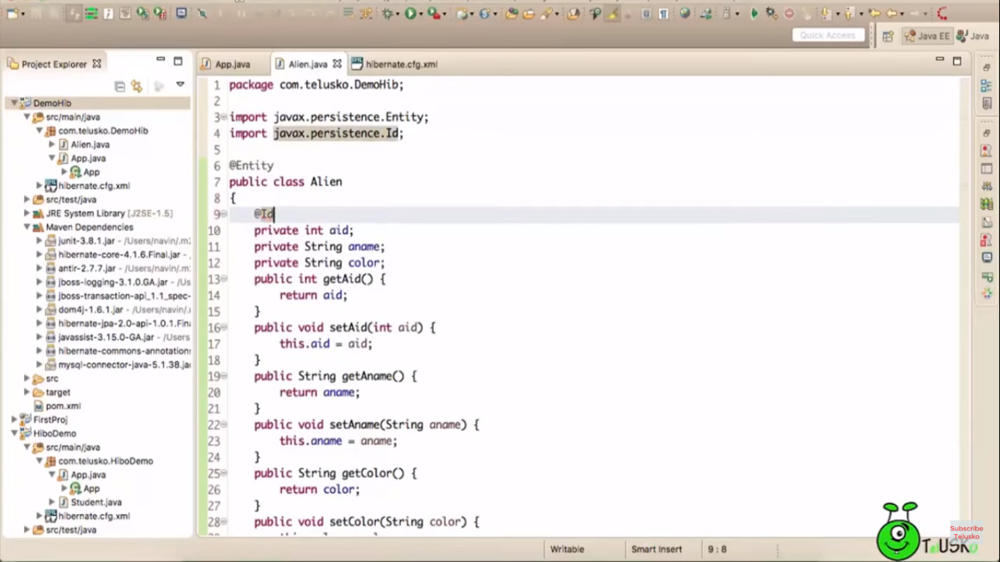 Quick Access
Java EE
Java
Project Explorer
App.java
Alien.java
hibernate.cfg.xml
DemoHib
src/main/java
com.telusko.DemoHib
Alien.java
App.java
App
hibernate.cfg.xml
src/test/java
JRE System Library [J2SE-1.5]
Maven Dependencies
junit-3.8.1.jar - /Users/navin/.m2
hibernate-core-4.1.6.Final.jar -
antlr-2.7.7.jar - /Users/navin/.m2
jboss-logging-3.1.0.GA.jar - /Us
jboss-transaction-api_1.1_spec-
dom4j-1.6.1.jar - /Users/navin/.
hibernate-jpa-2.0-api-1.0.1.Fina
javassist-3.15.0-GA.jar - /Users
hibernate-commons-annotation
mysql-connector-java-5.1.38.ja
src
target
pom.xml
FirstProj
HiboDemo
src/main/java
com.telusko.HiboDemo
App.java
App
Student.java
hibernate.cfg.xml
src/test/java
1 package com.telusko.DemoHib;
2
3 import javax.persistence.Entity;
4 import javax.persistence.Id;
5
6 @Entity
7 public class Alien
8 {
9 @Id
10 private int aid;
11 private String aname;
12 private String color;
13 public int getAid() {
14 return aid;
15 }
16 public void setAid(int aid) {
17 this.aid = aid;
18 }
19 public String getAname() {
20 return aname;
21 }
22 public void setAname(String aname) {
23 this.aname = aname;
24 }
25 public String getColor() {
26 return color;
27 }
28 public void setColor(String color) {
Writable
Smart Insert
9 : 8
Subscribe
Telusko
TELUSKO